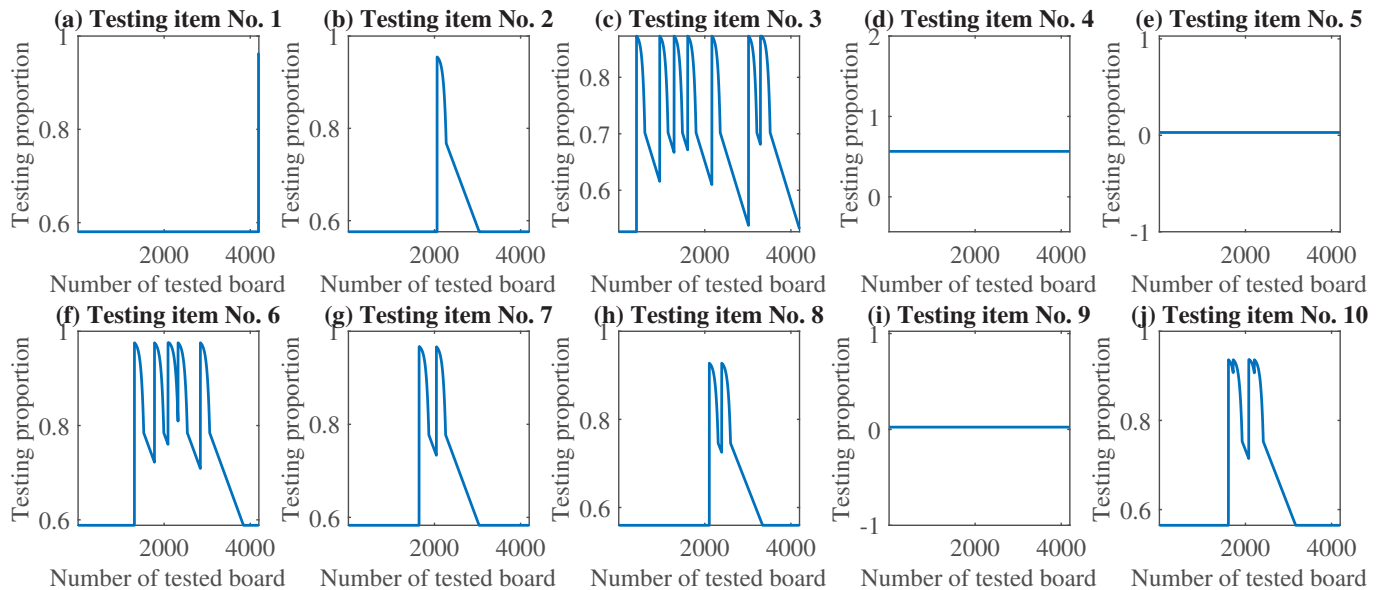 (a) Testing item No. 1
1
0.8
0.6
2000
4000
Testing proportion
Number of tested board
(b) Testing item No. 2
1
0.8
0.6
2000
4000
Testing proportion
Number of tested board
(c) Testing item No. 3
0.8
0.7
0.6
2000
4000
Testing proportion
Number of tested board
(d) Testing item No. 4
2
1
0
2000
4000
Testing proportion
Number of tested board
(e) Testing item No. 5
1
0
-1
2000
4000
Testing proportion
Number of tested board
(f) Testing item No. 6
1
0.8
0.6
2000
4000
Testing proportion
Number of tested board
(g) Testing item No. 7
1
0.8
0.6
2000
4000
Testing proportion
Number of tested board
(h) Testing item No. 8
1
0.8
0.6
2000
4000
Testing proportion
Number of tested board
(i) Testing item No. 9
1
0
-1
2000
4000
Testing proportion
Number of tested board
(j) Testing item No. 10
1
0.8
0.6
2000
4000
Testing proportion
Number of tested board